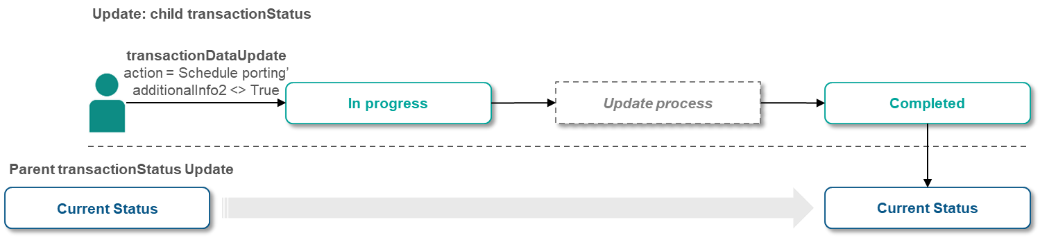 Update: child transactionStatus
transactionDataUpdate
action = Schedule porting'
additionalInfo2 <> True
In progress
Update process
Completed
Parent transactionStatus Update
Current Status
Current Status